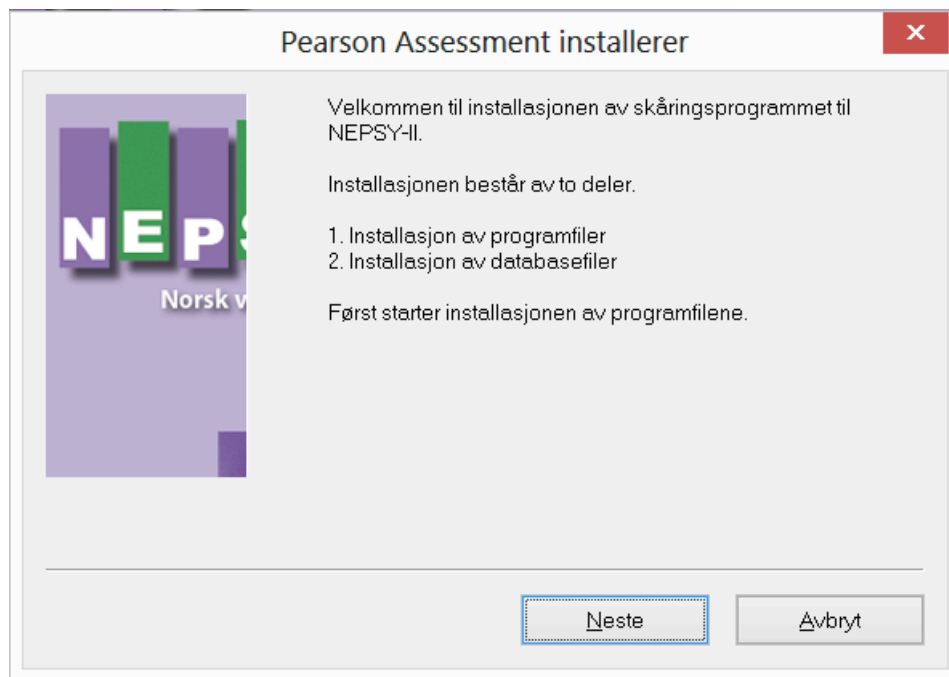 Pearson Assessment installerer
Velkommen til installasjonen av skåringsprogrammet til
NEPSY-II.
Installasjonen består av to deler.
1. Installasjon av programfiler
2. Installasjon av databasefiler
Først starter installasjonen av programfilene.
NEPS
Norsk v
Neste
Avbryt